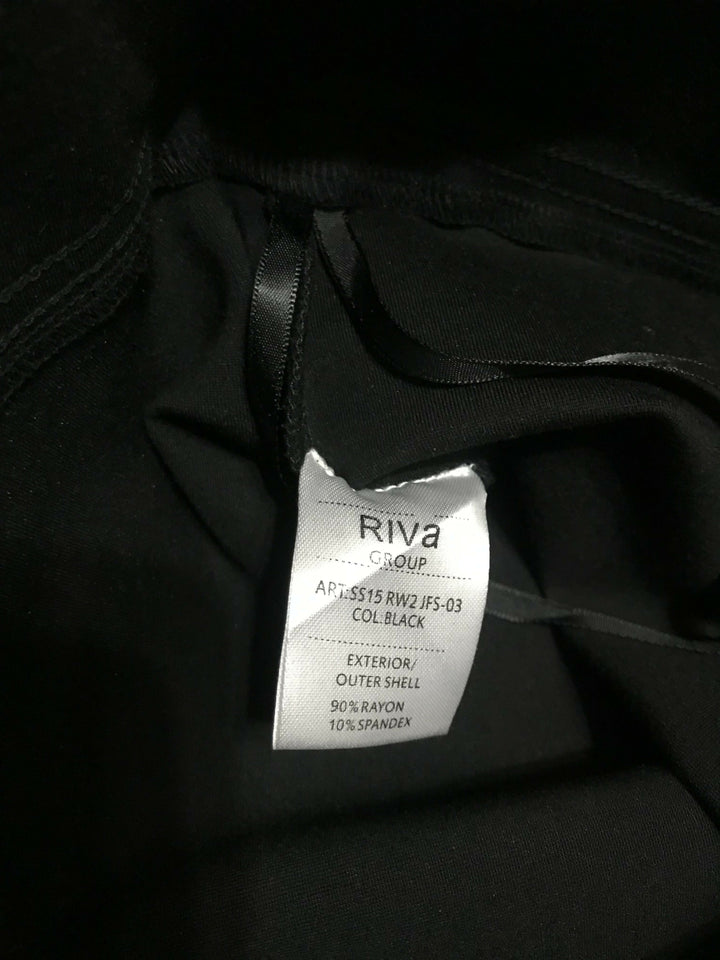 RIVa
GROUP
ART:SS15 RW2 JFS-03
COL.BLACK
EXTERIOR/
OUTER SHELL
90% RAYON
10% SPANDEX